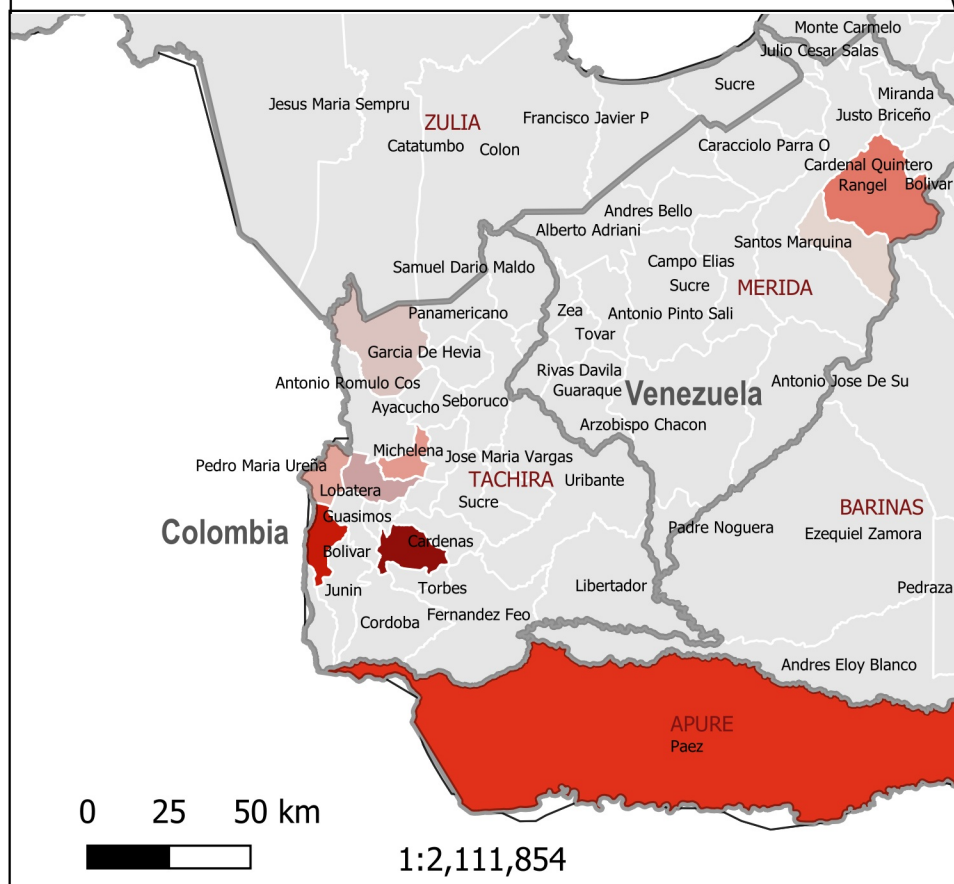 Monte Carmelo
Julio Cesar Salas
Sucre
Miranda
Jesus Maria Sempru
Francisco Javier P
Justo Briceño
ZULIA
Catatumbo
Colon
Caracciolo Parra O
Cardenal Quintero
Rangel
Bolivar
Andres Bello
Alberto Adriani
Santos Marquina
Campo Elias
Samuel Dario Maldo
Sucre
MERIDA
Panamericano
Zea
Antonio Pinto Sali
Tovar
Garcia De Hevia
Rivas Davila
Antonio Romulo Cos
Guaraque
Venezuela
Antonio Jose De Su
Seboruco
Ayacucho
Arzobispo Chacon
Michelena
Jose Maria Vargas
Pedro Maria Ureña
TACHIRA
Uribante
Lobatera
Sucre
BARINAS
Guasimos
Colombia
Padre Noguera
Ezequiel Zamora
Cardenas
Bolivar
Junin
Torbes
Libertador
Pedraza
Cordoba
Fernandez Feo
Andres Eloy Blanco
APURE
Paez
0 25 50 km
1:2,111,854